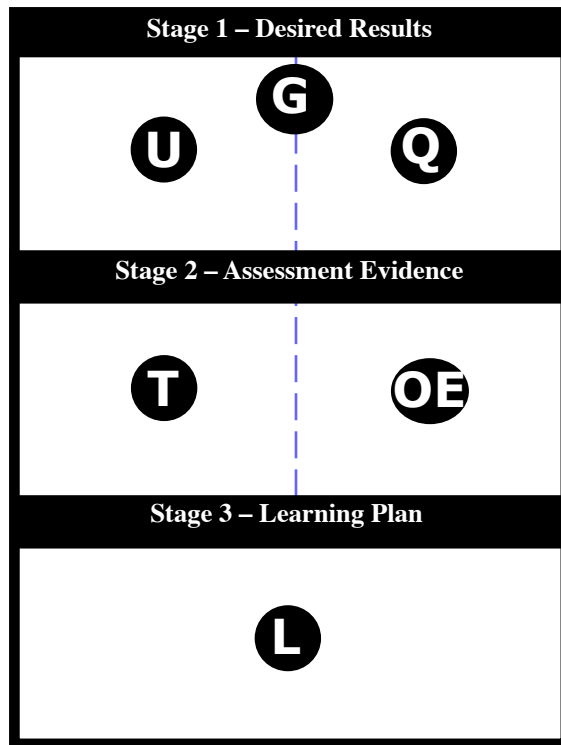 Stage 1 – Desired Results
G
U
Q
Stage 2 – Assessment Evidence
T
OE
Stage 3 – Learning Plan
L